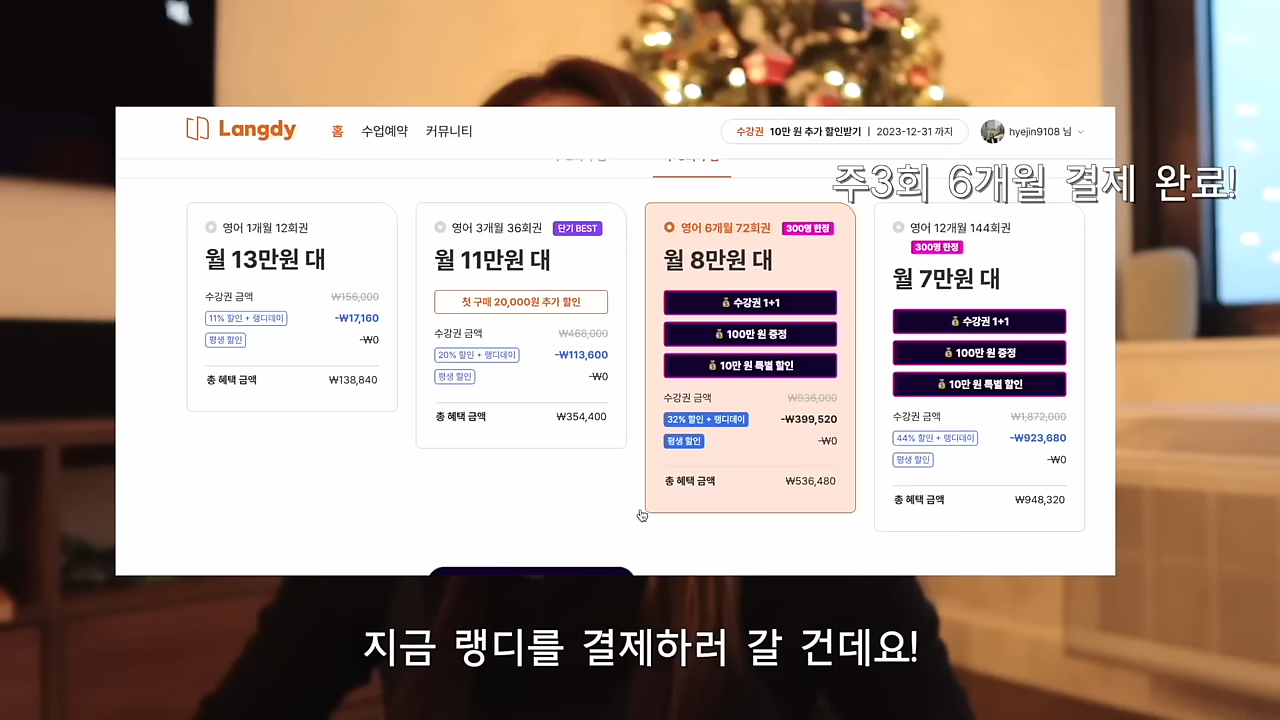 Langdy
홈 수업예약 커뮤니티
수강권 10만 원 추가 할인받기 | 2023-12-31 까지
hyejin9108 님
주3회 6개월 결제 완료!
영어 1개월 12회권
월 13만원 대
수강권 금액 ₩156,000
11% 할인 + 랭디데이 -₩17,160
평생 할인 -₩0
총 혜택 금액 ₩138,840
영어 3개월 36회권 단기 BEST
월 11만원 대
첫 구매 20,000원 추가 할인
수강권 금액 ₩468,000
20% 할인 + 랭디데이 -₩113,600
평생 할인 -₩0
총 혜택 금액 ₩354,400
영어 6개월 72회권 300명 한정
월 8만원 대
수강권 1+1
100만 원 증정
10만 원 특별 할인
수강권 금액 ₩936,000
32% 할인 + 랭디데이 -₩399,520
평생 할인 -₩0
총 혜택 금액 ₩536,480
영어 12개월 144회권
300명 한정
월 7만원 대
수강권 1+1
100만 원 증정
10만 원 특별 할인
수강권 금액 ₩1,872,000
44% 할인 + 랭디데이 -₩923,680
평생 할인 -₩0
총 혜택 금액 ₩948,320
지금 랭디를 결제하러 갈 건데요!